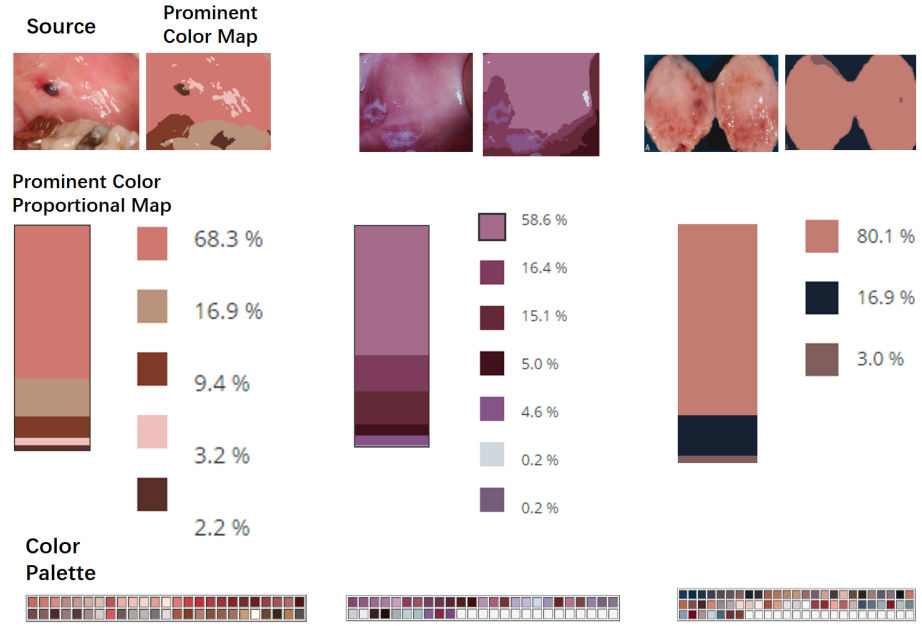 Source
Prominent
Color Map
A
Prominent Color
Proportional Map
68.3 %
16.9 %
9.4 %
3.2 %
2.2 %
58.6 %
16.4 %
15.1 %
5.0 %
4.6 %
0.2 %
0.2 %
80.1 %
16.9 %
3.0 %
Color
Palette